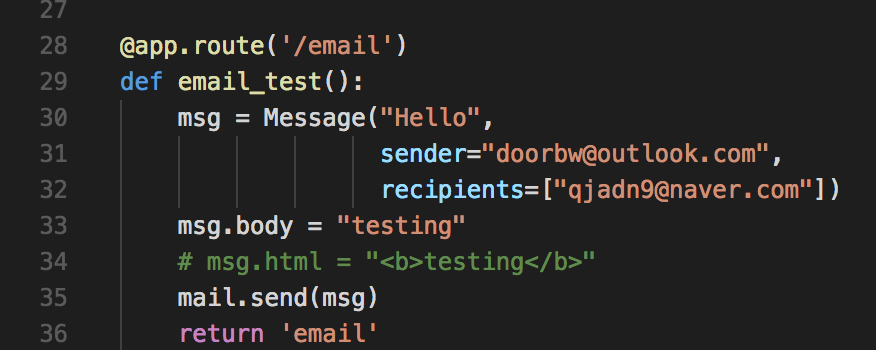 27
28 @app.route('/email')
29 def email_test():
30     msg = Message("Hello",
31                   sender="doorbw@outlook.com",
32                   recipients=["qjadn9@naver.com"])
33     msg.body = "testing"
34     # msg.html = "<b>testing</b>"
35     mail.send(msg)
36     return 'email'